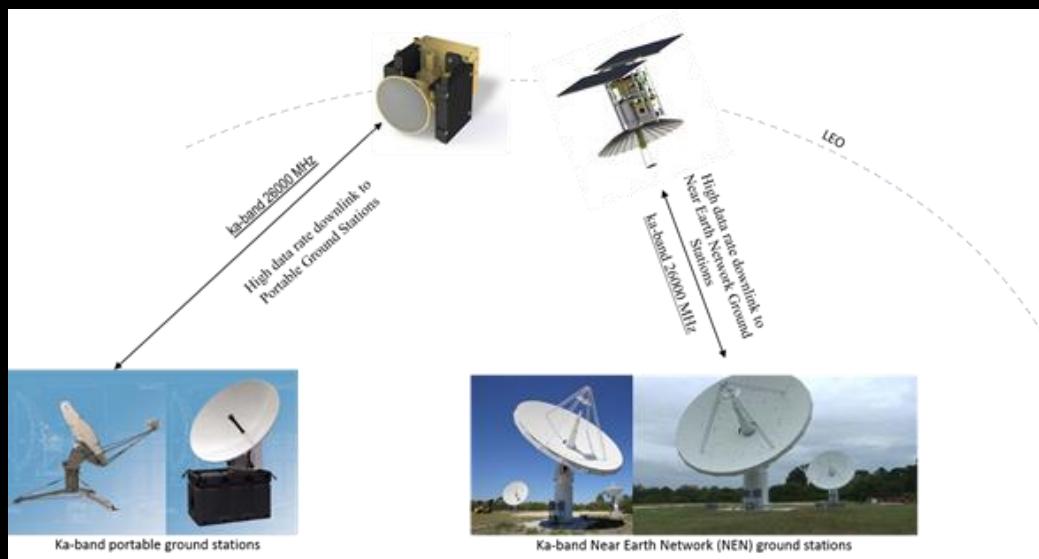 LEO
ka-band 26000 MHz
High data rate downlink to
Portable Ground Stations
High data rate downlink to
Near Earth Network Ground
Stations
ka-band 26000 MHz
Ka-band portable ground stations
Ka-band Near Earth Network (NEN) ground stations